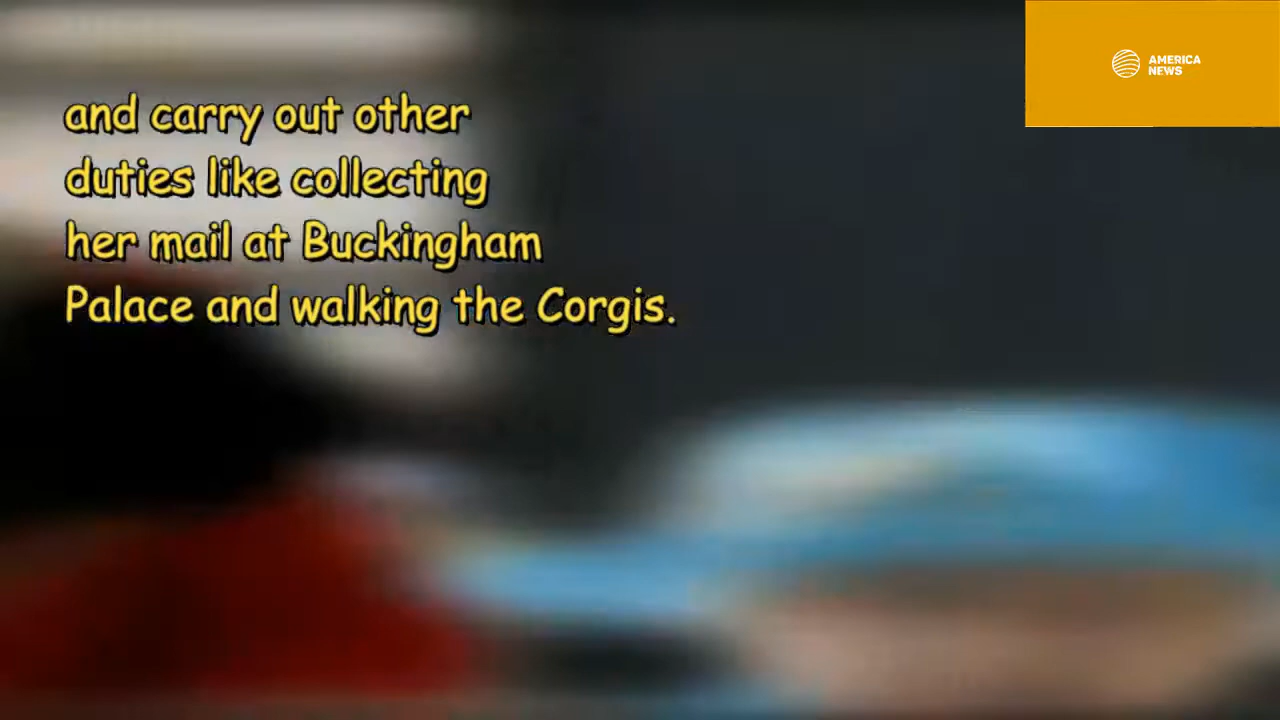 AMERICA
NEWS
and carry out other
duties like collecting
her mail at Buckingham
Palace and walking the Corgis.